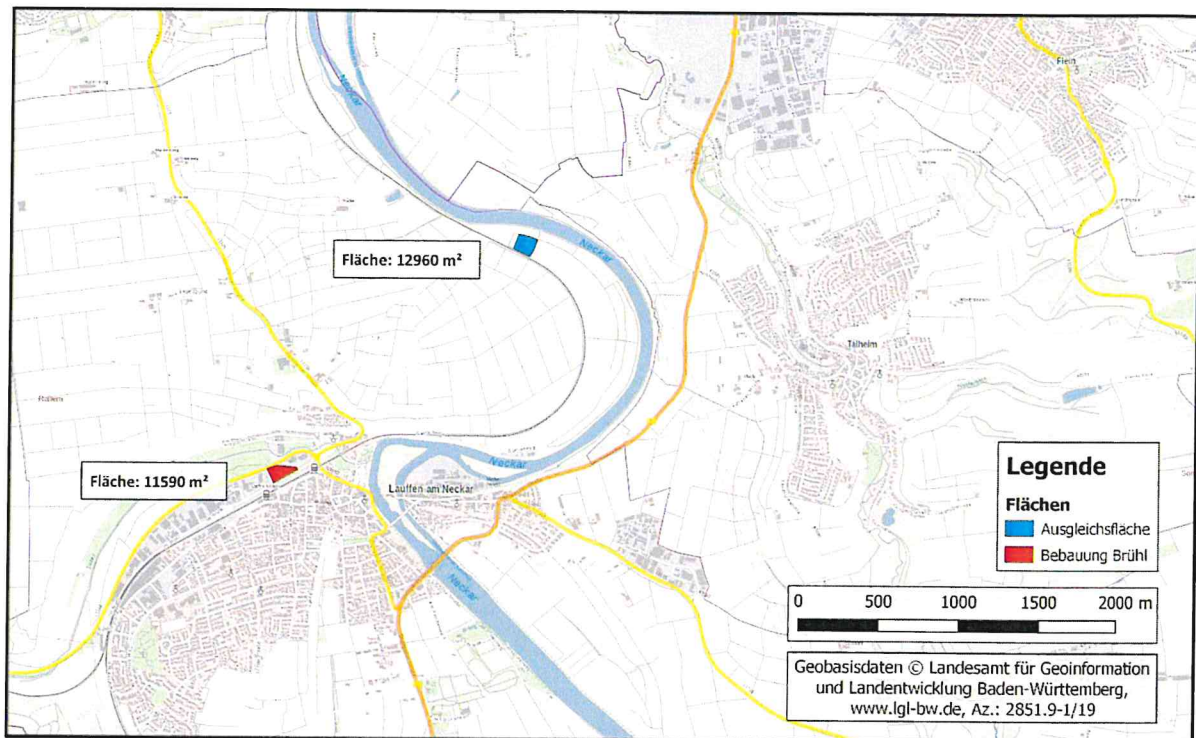 Flein
Neckar
Neckar
Fläche: 12960 m²
Talheim
Fläche: 11590 m²
Neckar
Lauffen am Neckar
Neckar
Legende
Flächen
Ausgleichsfläche
Bebauung Brühl
0 500 1000 1500 2000 m
Geobasisdaten © Landesamt für Geoinformation
und Landentwicklung Baden-Württemberg,
www.lgl-bw.de, Az.: 2851.9-1/19